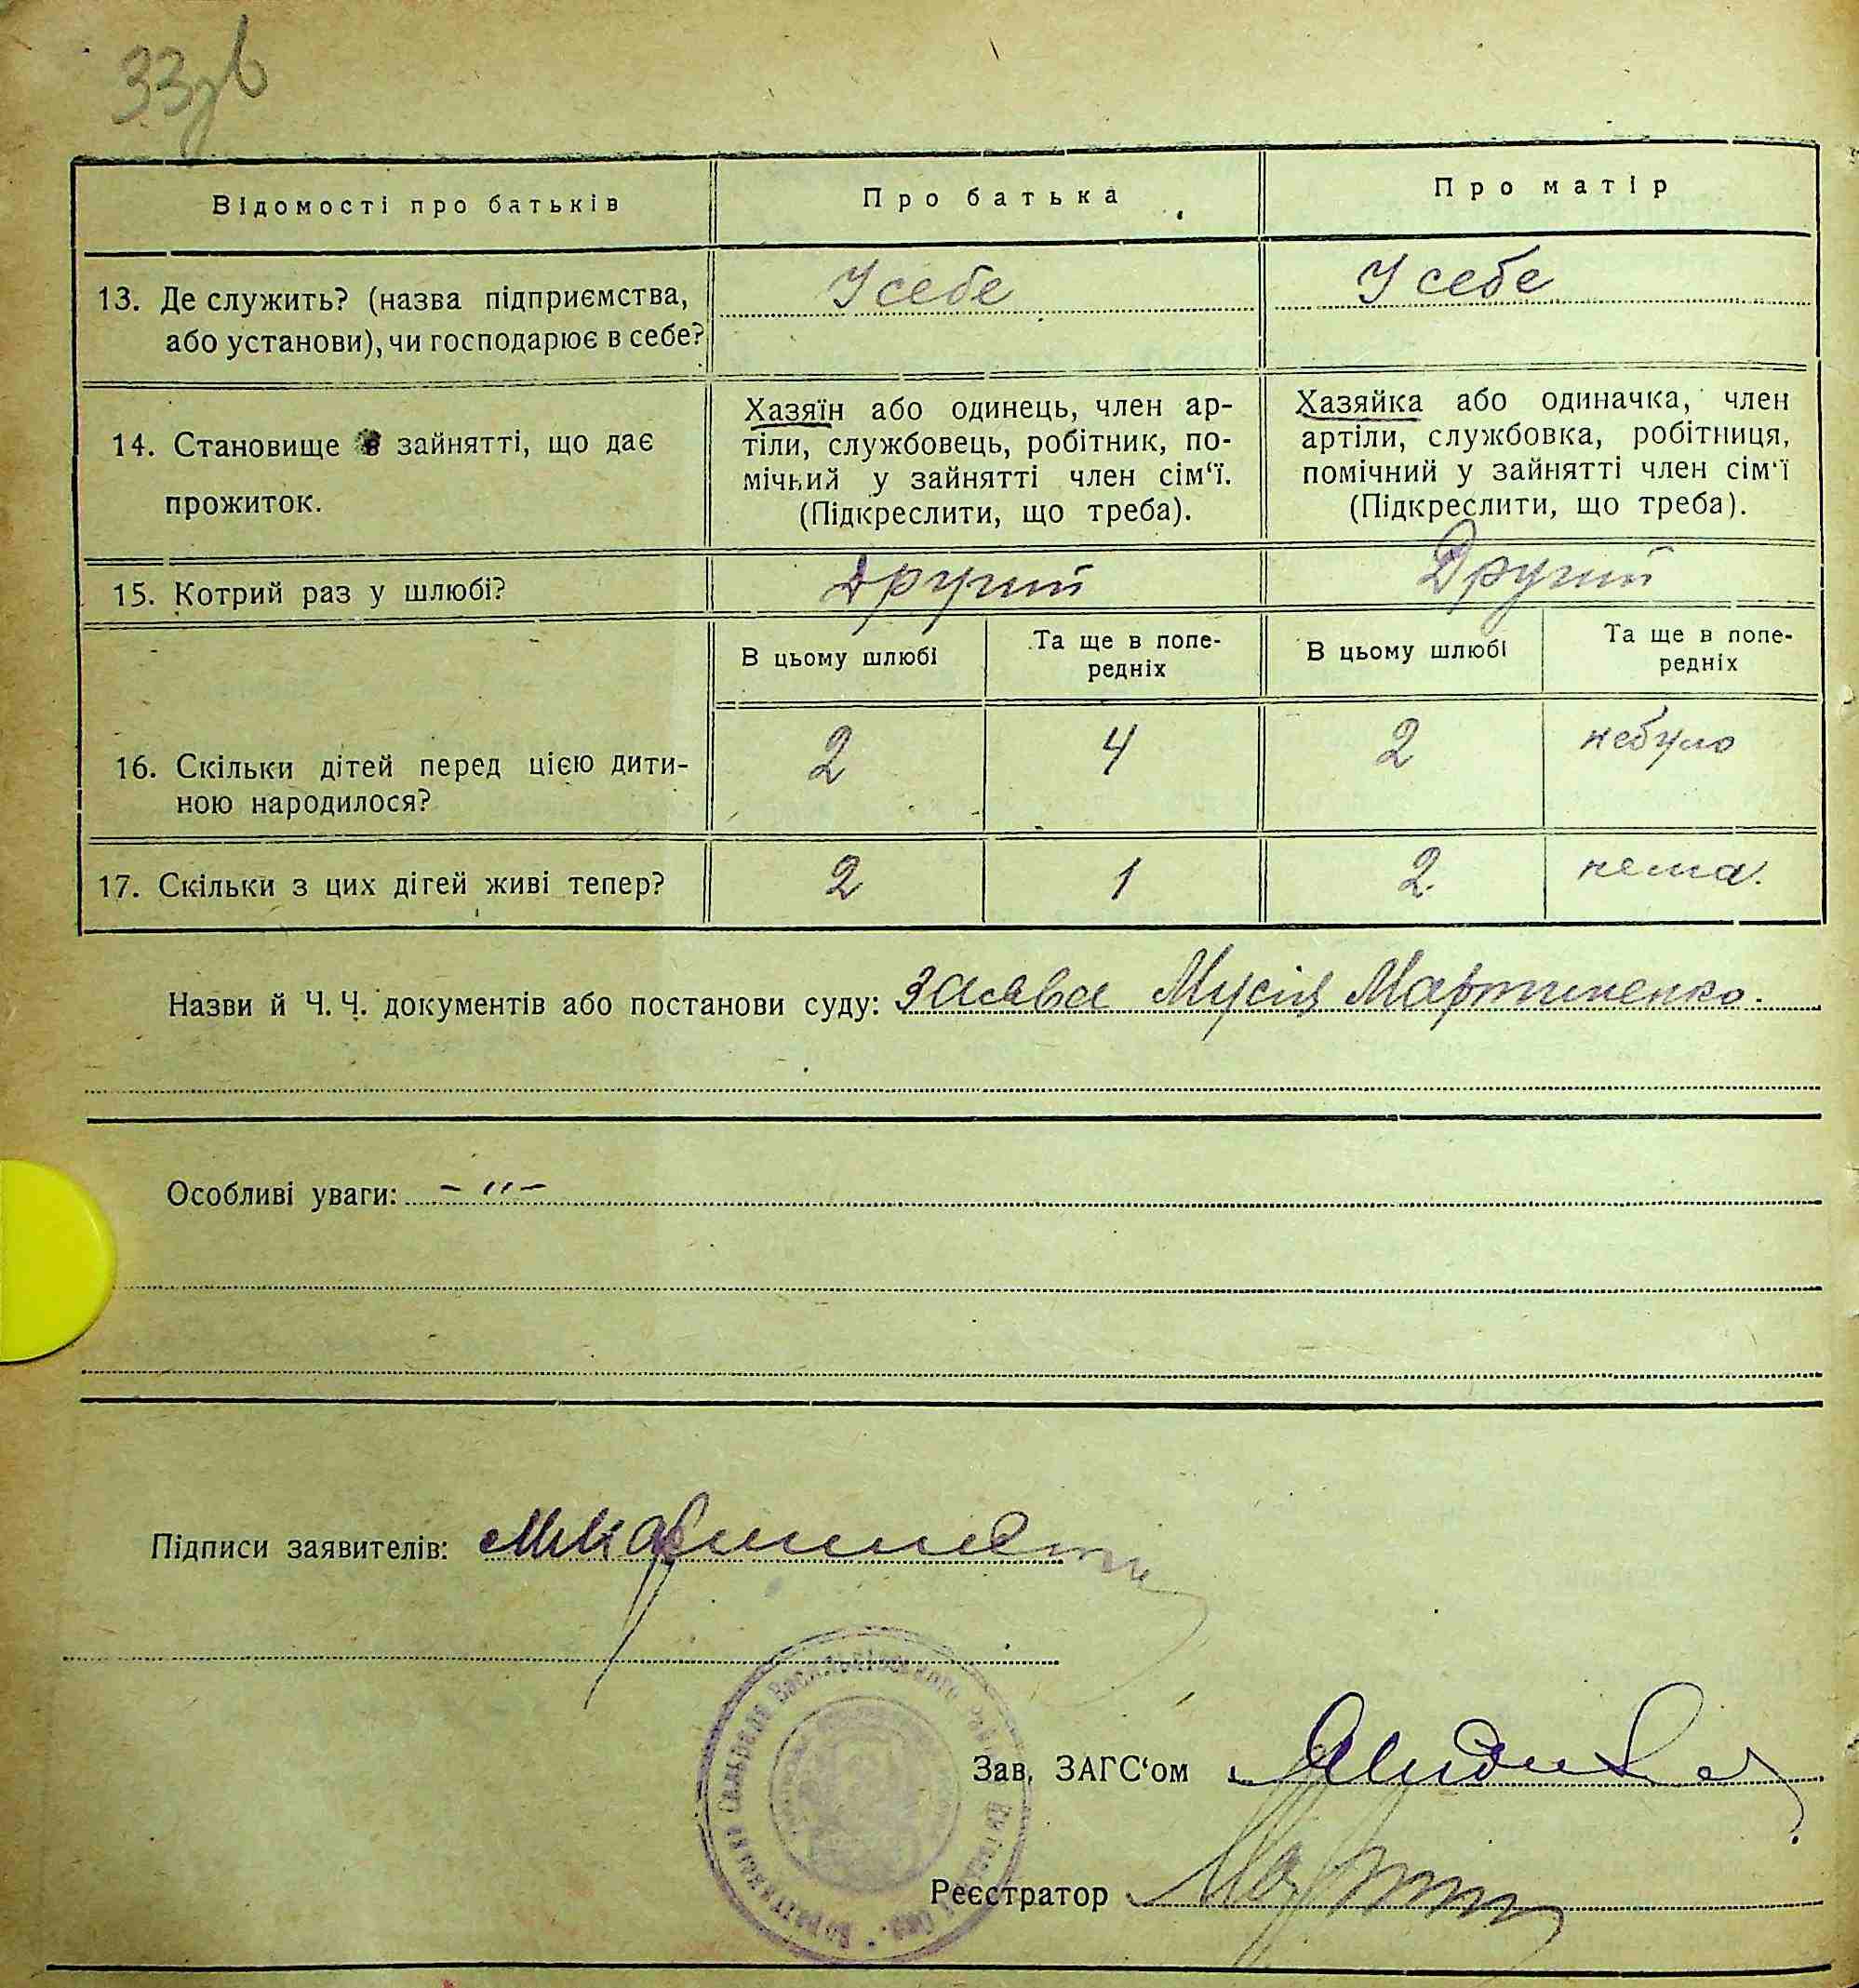 33зв
Відомості про батьків
Про батька
Про матір
13. Де служить? (назва підприємства,
або установи), чи господарює в себе?
У себе
У себе
14. Становище в зайнятті, що дає
прожиток.
Хазяїн або одинець, член ар-
тіли, службовець, робітник, по-
мічний у зайнятті член сім'ї.
(Підкреслити, що треба).
Хазяйка або одиначка, член
артіли, службовка, робітниця,
помічний у зайнятті член сім'ї
(Підкреслити, що треба).
15. Котрий раз у шлюбі?
Другий
Другий
В цьому шлюбі
Та ще в попе-
редніх
В цьому шлюбі
Та ще в попе-
редніх
16. Скільки дітей перед цією дити-
ною народилося?
2
4
2
небуло
17. Скільки з цих дітей живі тепер?
2
1
2.
нема.
Назви й Ч. Ч. документів або постанови суду: Заява Мусія Мартиненко.
Особливі уваги: – " –
Підписи заявителів:
Зав. ЗАГС'ом
Реєстратор